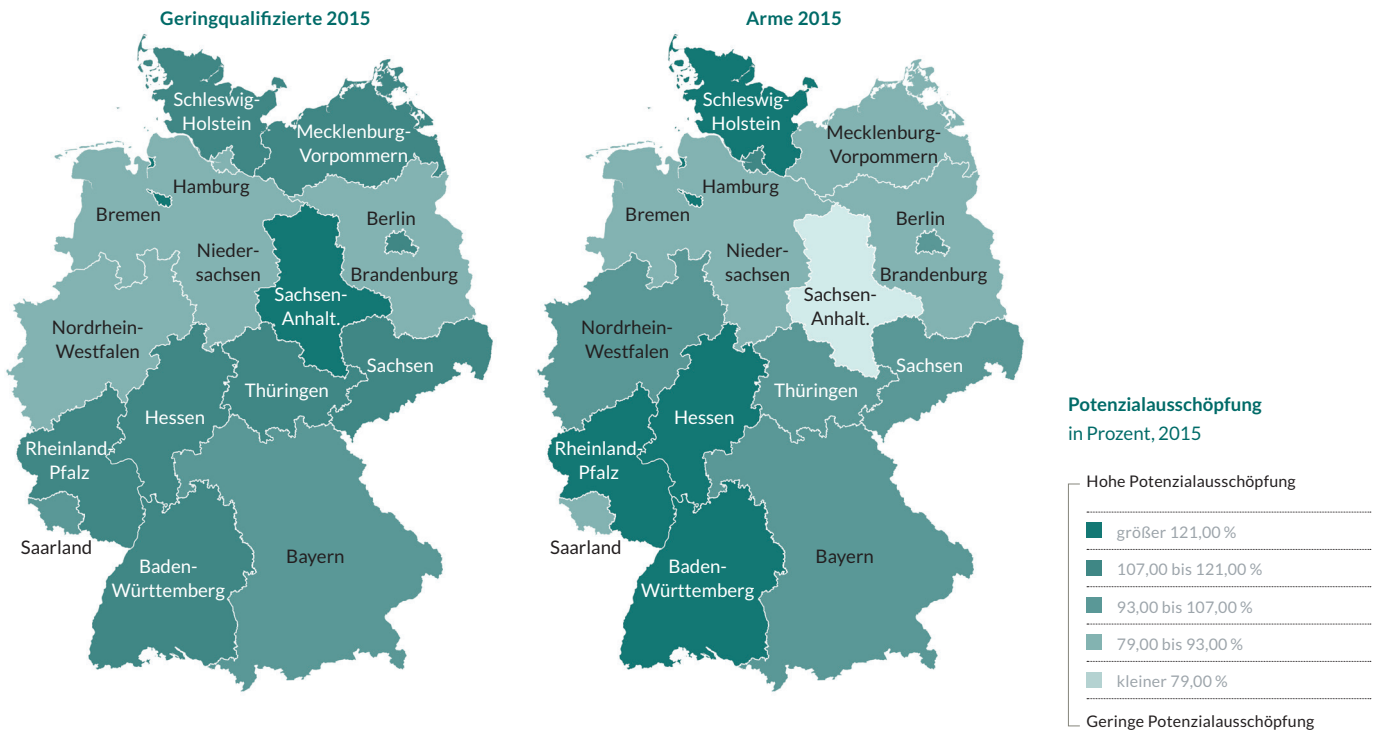 Geringqualifizierte 2015
Schleswig-
Holstein
Mecklenburg-
Vorpommern
Hamburg
Bremen
Berlin
Nieder-
sachsen
Brandenburg
Sachsen-
Anhalt.
Nordrhein-
Westfalen
Sachsen
Thüringen
Hessen
Rheinland-
Pfalz
Saarland
Bayern
Baden-
Württemberg
Arme 2015
Schleswig-
Holstein
Mecklenburg-
Vorpommern
Hamburg
Bremen
Berlin
Nieder-
sachsen
Brandenburg
Sachsen-
Anhalt.
Nordrhein-
Westfalen
Sachsen
Thüringen
Hessen
Rheinland-
Pfalz
Saarland
Bayern
Baden-
Württemberg
Potenzialausschöpfung
in Prozent, 2015
Hohe Potenzialausschöpfung
größer 121,00 %
107,00 bis 121,00 %
93,00 bis 107,00 %
79,00 bis 93,00 %
kleiner 79,00 %
Geringe Potenzialausschöpfung